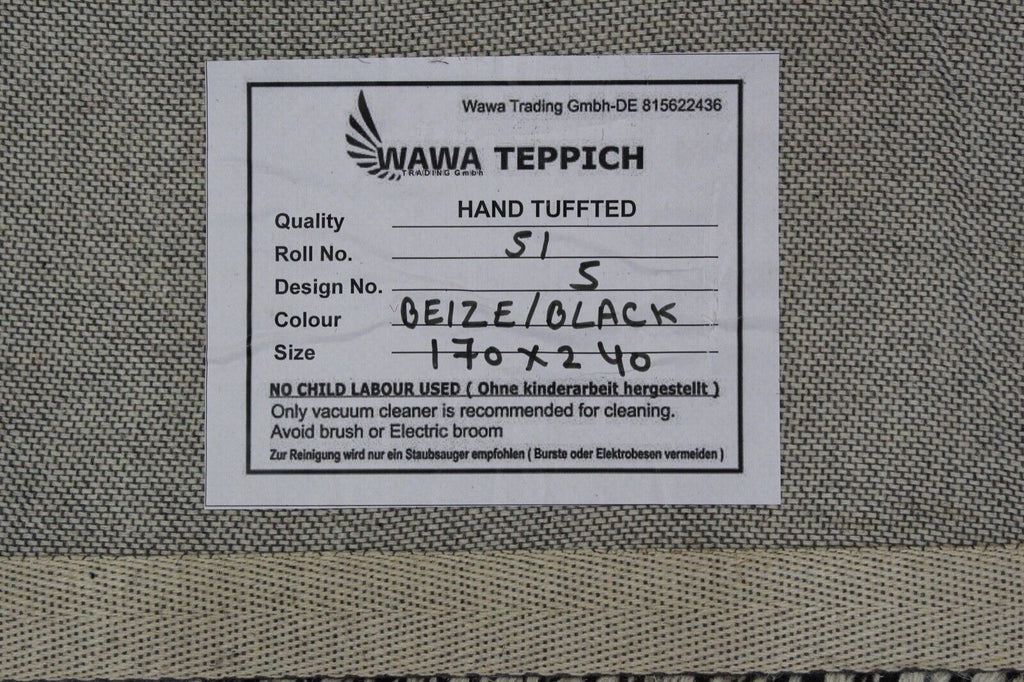 Wawa Trading Gmbh-DE 815622436
WAWA TEPPICH
TRADING Gmbh
Quality HAND TUFFTED
Roll No. 51
Design No. 5
Colour BEIZE/BLACK
Size 170 x 240
NO CHILD LABOUR USED ( Ohne kinderarbeit hergestellt )
Only vacuum cleaner is recommended for cleaning.
Avoid brush or Electric broom
Zur Reinigung wird nur ein Staubsauger empfohlen ( Burste oder Elektrobesen vermeiden )